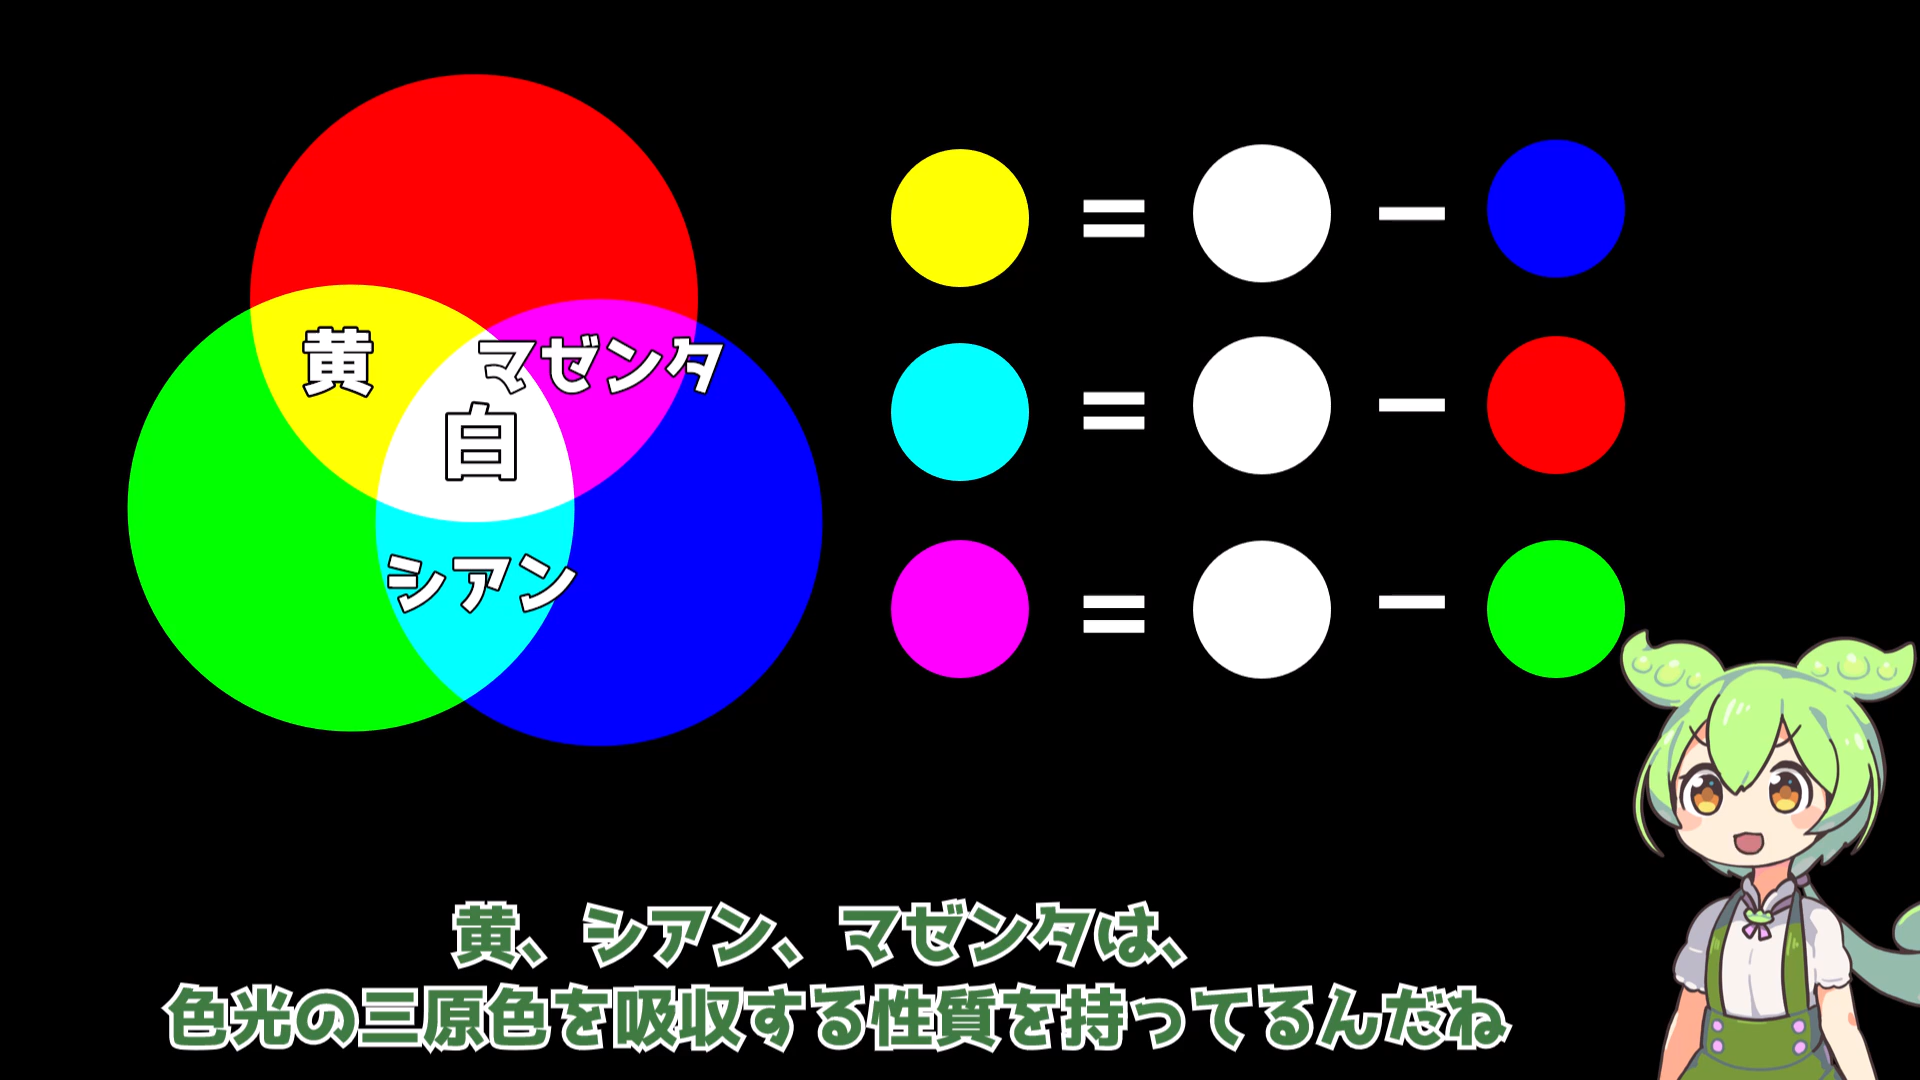 黄
マゼンタ
白
シアン
= -
= -
= -
黄、シアン、マゼンタは、
色光の三原色を吸収する性質を持ってるんだね